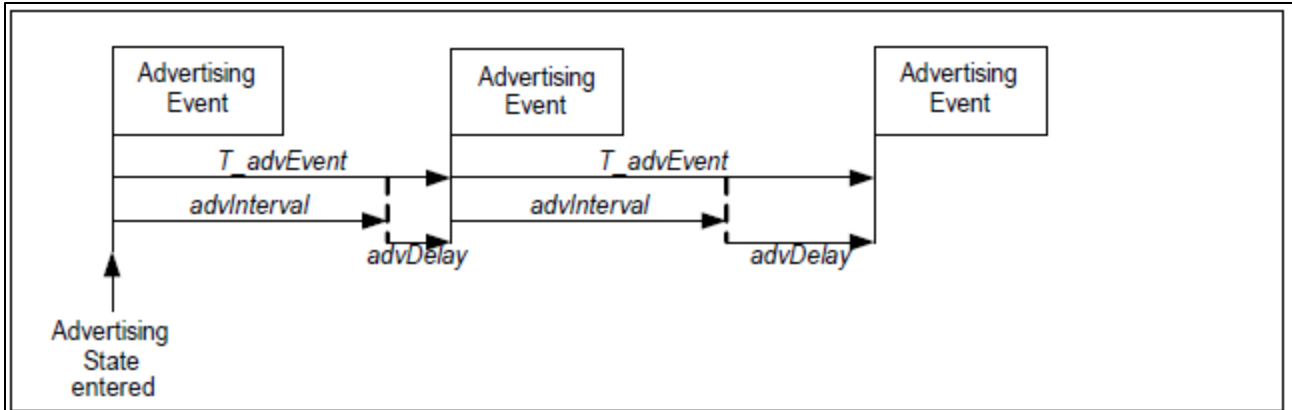 Advertising
Event
Advertising
Event
Advertising
Event
T_advEvent
T_advEvent
advInterval
advInterval
advDelay
advDelay
Advertising
State
entered